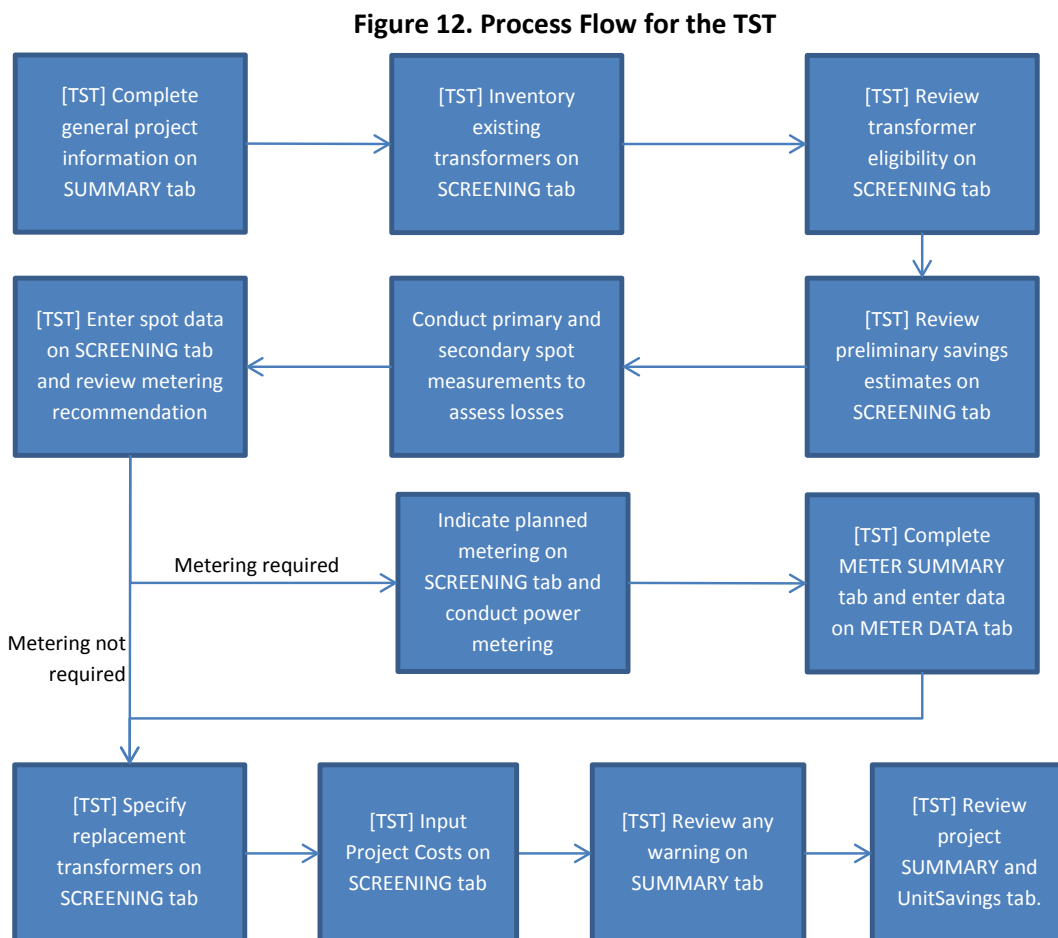 Figure 12. Process Flow for the TST
[TST] Complete
general project
information on
SUMMARY tab
[TST] Inventory
existing
transformers on
SCREENING tab
[TST] Review
transformer
eligibility on
SCREENING tab
[TST] Enter spot data
on SCREENING tab
and review metering
recommendation
Conduct primary and
secondary spot
measurements to
assess losses
[TST] Review
preliminary savings
estimates on
SCREENING tab
Metering required
Indicate planned
metering on
SCREENING tab and
conduct power
metering
[TST] Complete
METER SUMMARY
tab and enter data
on METER DATA tab
Metering not
required
[TST] Specify
replacement
transformers on
SCREENING tab
[TST] Input
Project Costs on
SCREENING tab
[TST] Review any
warning on
SUMMARY tab
[TST] Review
project
SUMMARY and
UnitSavings tab.